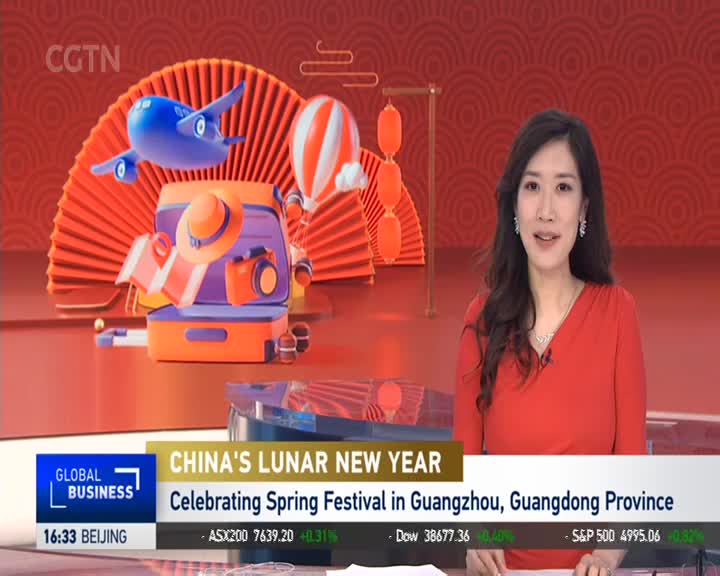 CGTN
CHINA'S LUNAR NEW YEAR
GLOBAL
BUSINESS
Celebrating Spring Festival in Guangzhou, Guangdong Province
16:33 BEIJING
- ASX200 7639.20 +0.31% - Dow 38677.36 +0.40% - S&P 500 4995.06 +0.82%